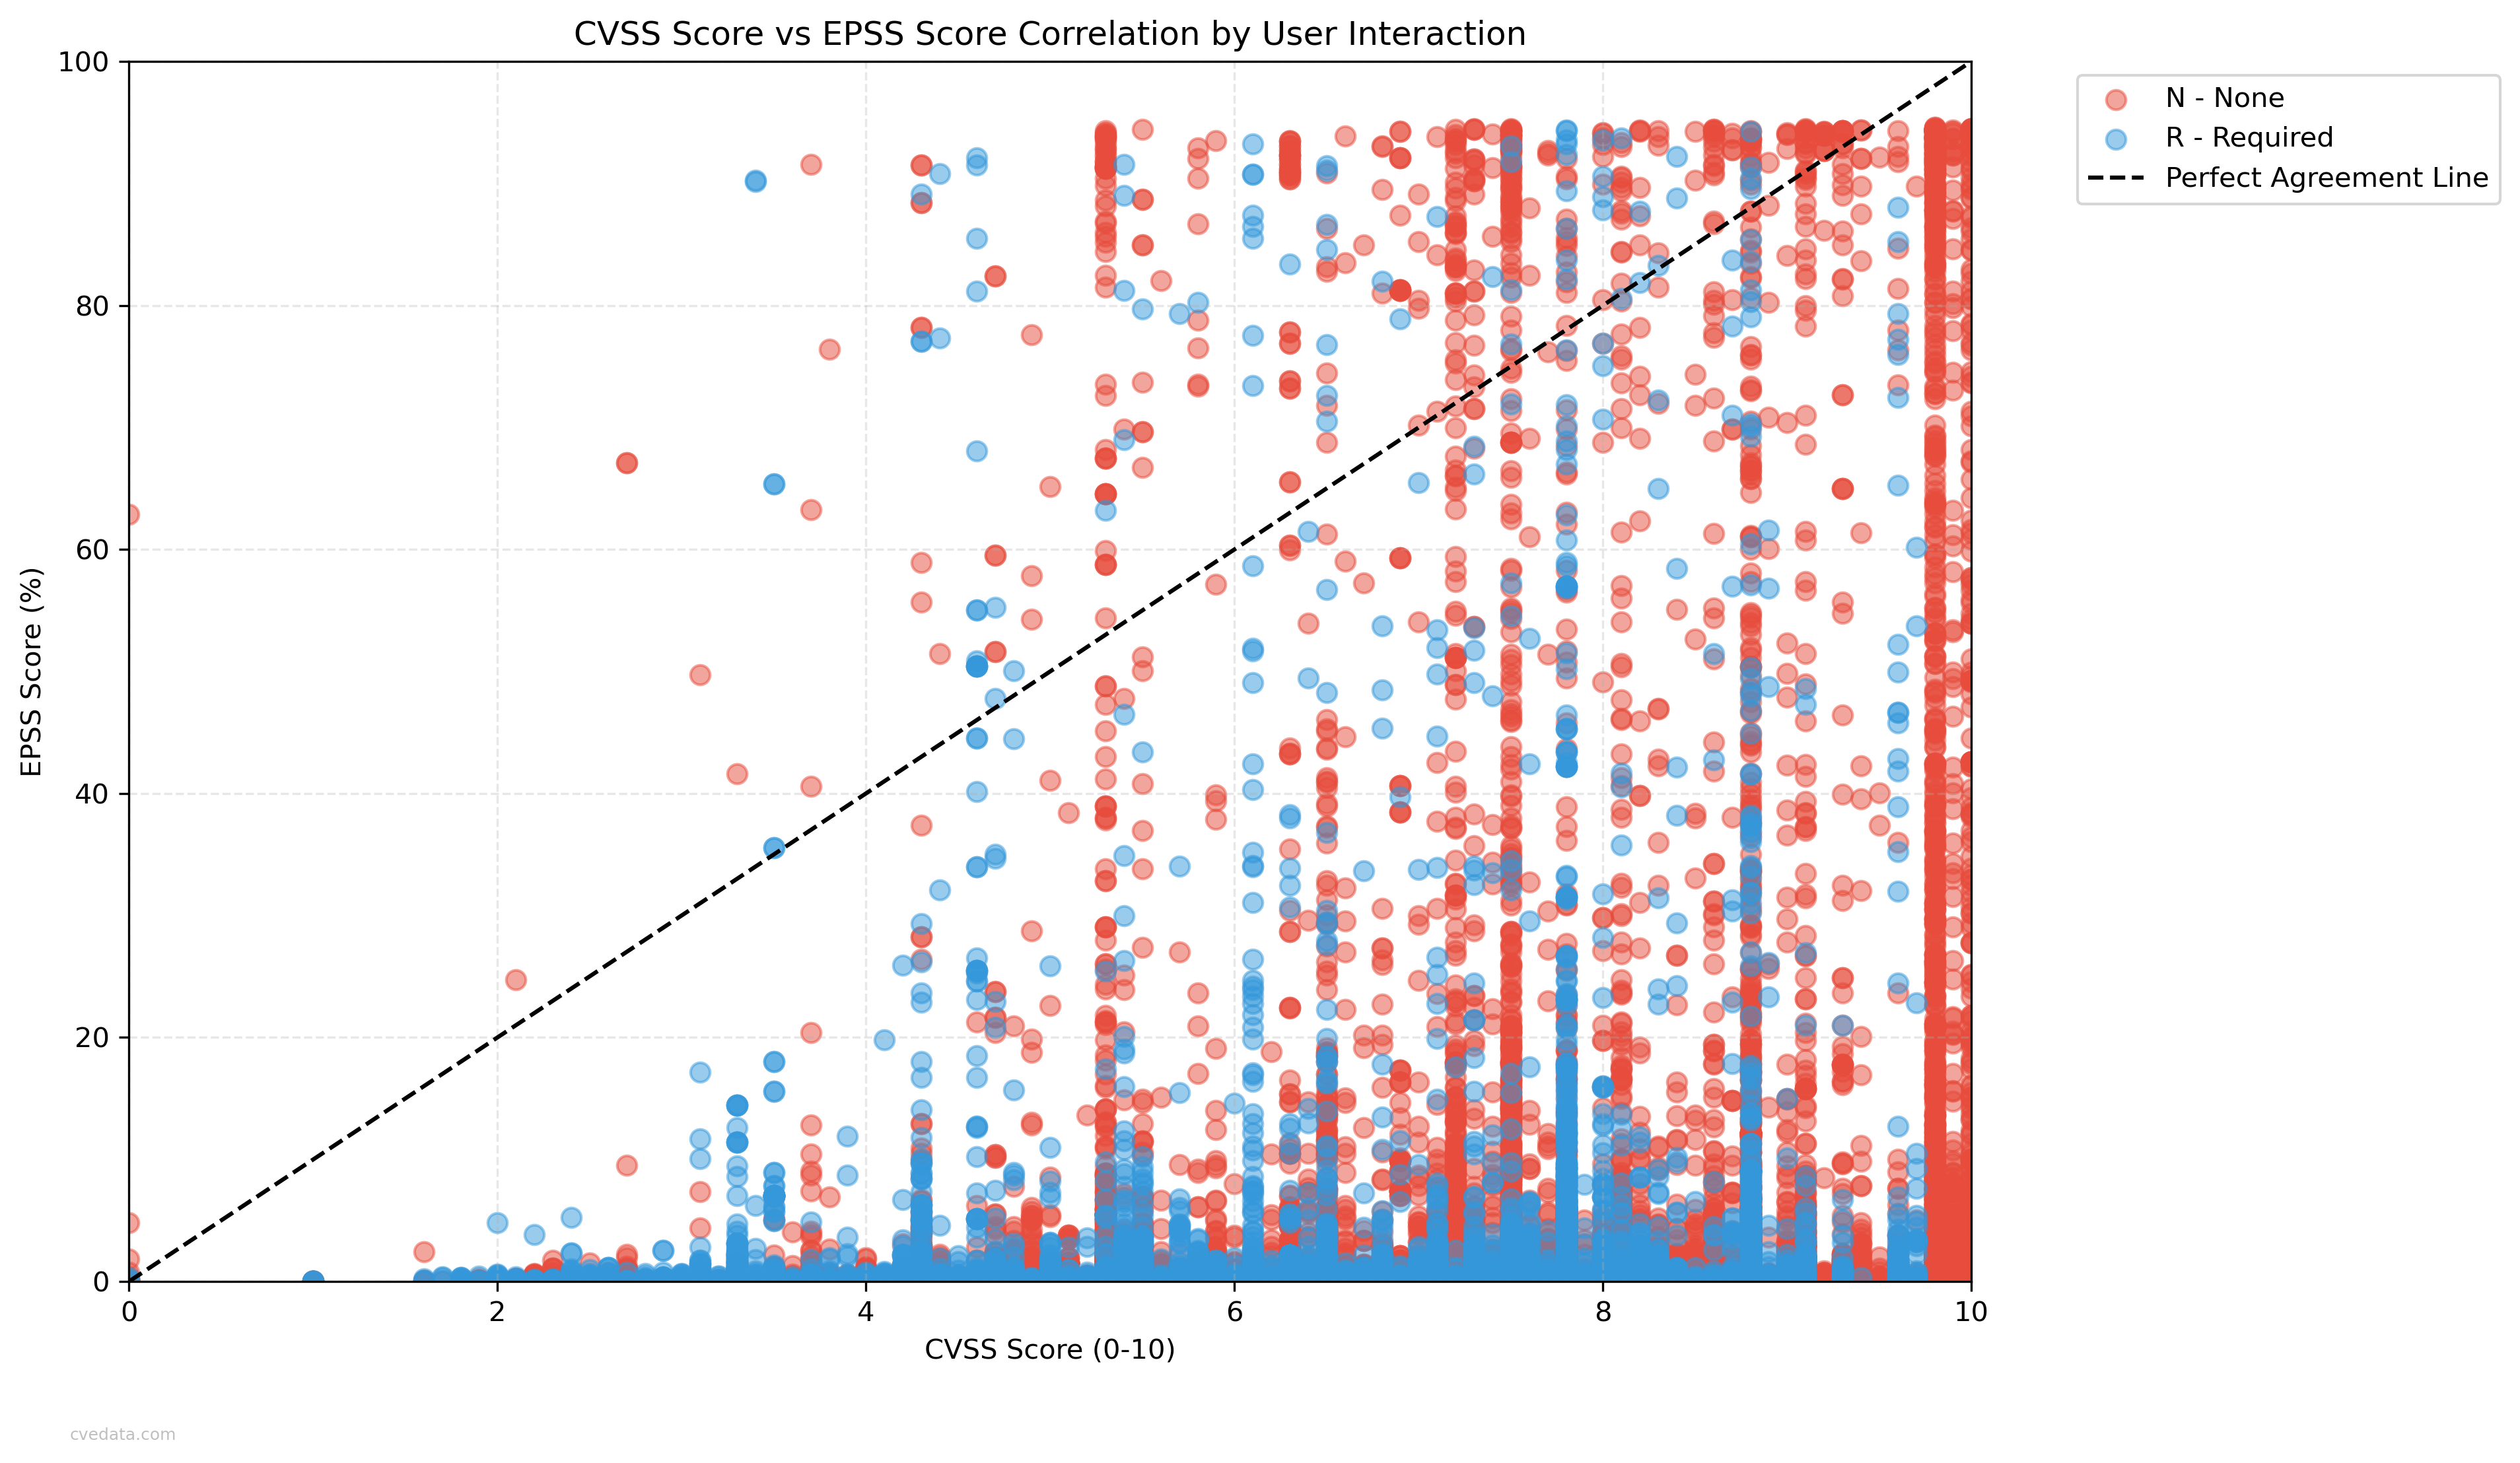 CVSS Score vs EPSS Score Correlation by User Interaction
100
80
60
40
20
0
EPSS Score (%)
0 2 4 6 8 10
CVSS Score (0-10)
N - None
R - Required
Perfect Agreement Line
cvedata.com